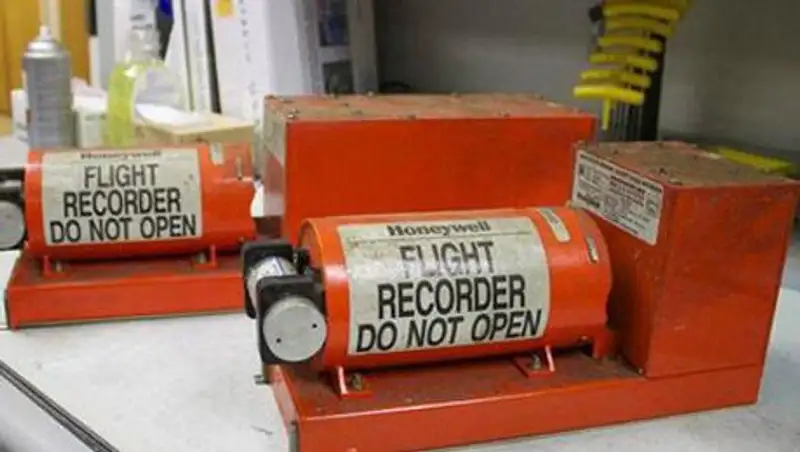 Honeywell
FLIGHT
RECORDER
DO NOT OPEN
Honeywell
FLIGHT
RECORDER
DO NOT OPEN